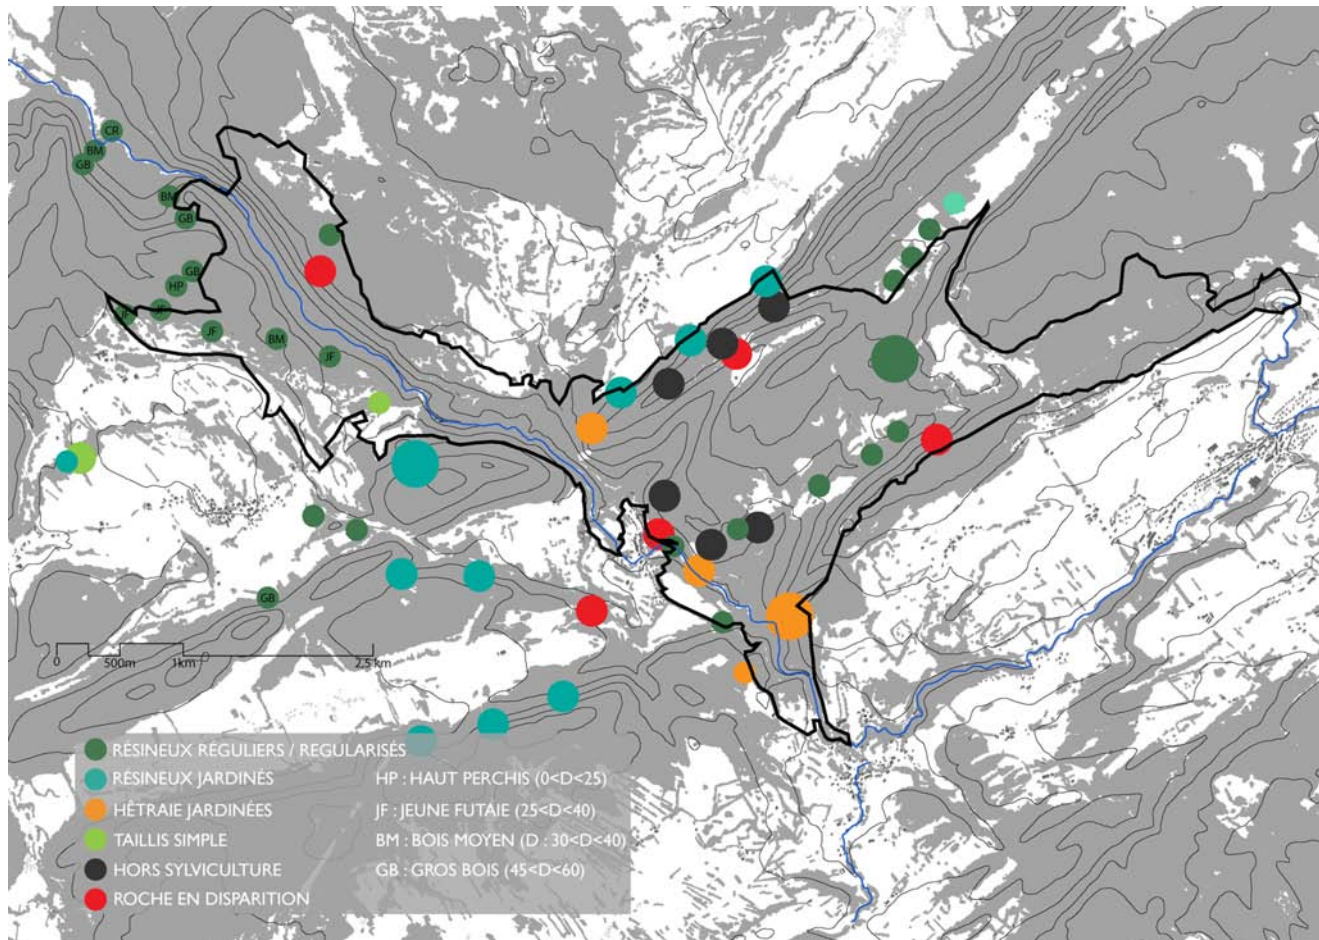 CR
BM
GB
BM
GB
GB
HP
JF
JF
JF
BM
JF
GB
0
500m
1km
2.5 km
RÉSINEUX RÉGULIERS / REGULARISÉS
RÉSINEUX JARDINÉS
HÊTRAIE JARDINÉES
TAILLIS SIMPLE
HORS SYLVICULTURE
ROCHE EN DISPARITION
HP : HAUT PERCHIS (0<D<25)
JF : JEUNE FUTAIE (25<D<40)
BM : BOIS MOYEN (D : 30<D<40)
GB : GROS BOIS (45<D<60)